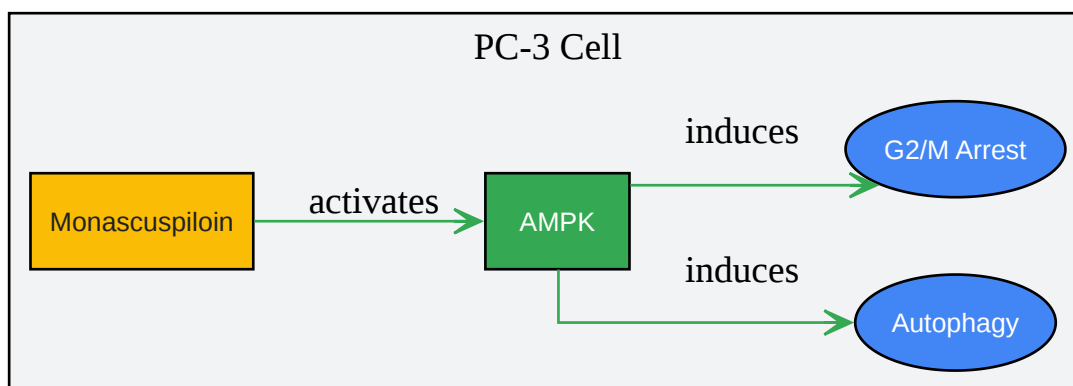 PC-3 Cell
induces
G2/M Arrest
Monascuspiloin
activates
AMPK
induces
Autophagy